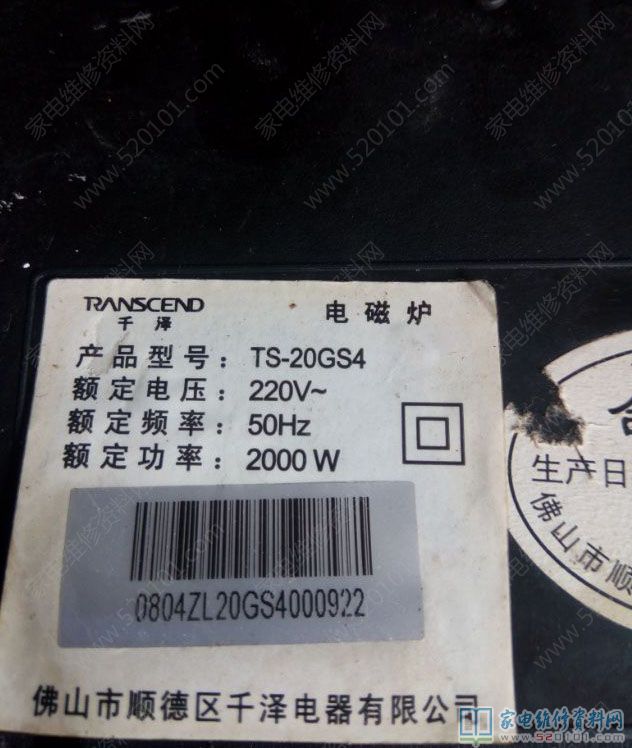 TRANSCEND
千泽
电磁炉
产品型号：TS-20GS4
额定电压：220V~
额定频率：50Hz
额定功率：2000 W
0804ZL20GS4000922
佛山市顺德区千泽电器有限公司
生产日
佛山市顺
家电维修资料网
www.520101.com
家电维修资料网
www.520101.com